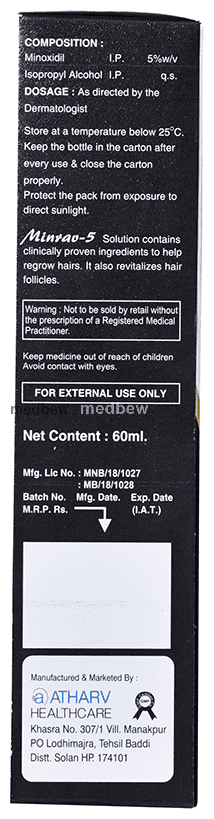 COMPOSITION :
Minoxidil I.P. 5%w/v
Isopropyl Alcohol I.P. q.s.
DOSAGE : As directed by the
Dermatologist
Store at a temperature below 25°C.
Keep the bottle in the carton after
every use & close the carton
properly.
Protect the pack from exposure to
direct sunlight.
Minrav-5 Solution contains
clinically proven ingredients to help
regrow hairs. It also revitalizes hair
follicles.
Warning : Not to be sold by retail without
the prescription of a Registered Medical
Practitioner.
Keep medicine out of reach of children
Avoid contact with eyes.
FOR EXTERNAL USE ONLY
medbew medbew
Net Content : 60ml.
Mfg. Lic No. : MNB/18/1027
: MB/18/1028
Batch No. Mfg. Date. Exp. Date
M.R.P. Rs. (I.A.T.)
Manufactured & Marketed By :
ATHARV
HEALTHCARE
Khasra No. 307/1 Vill. Manakpur
PO Lodhimajra, Tehsil Baddi
Distt. Solan HP. 174101